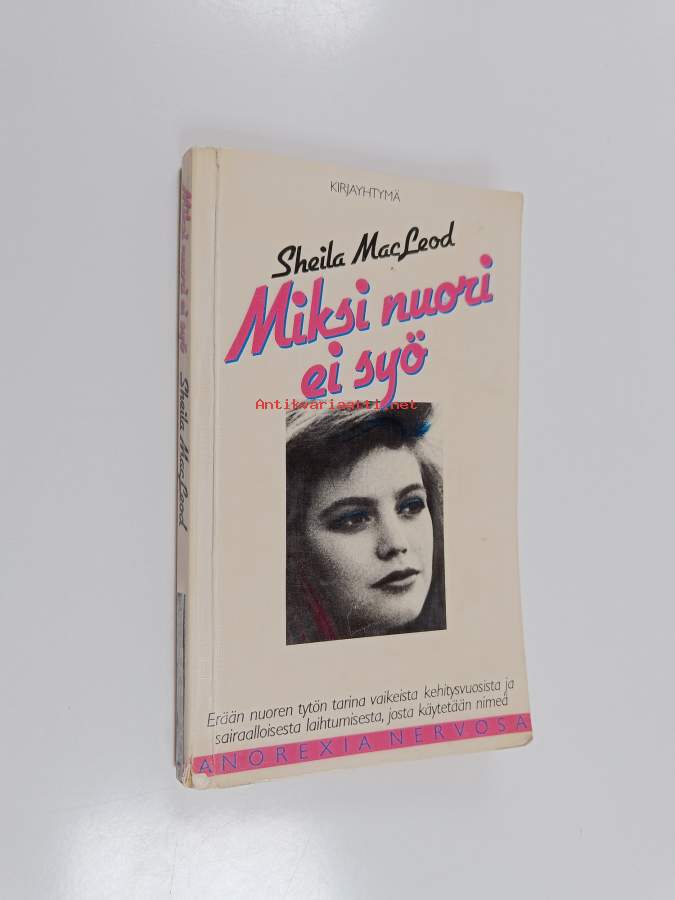 KIRJAYHTYMÄ
Sheila MacLeod
Miksi nuori
ei syö
Antikvariaatti.net
Erään nuoren tytön tarina vaikeista kehitysvuosista ja
sairaalloisesta laihtumisesta, josta käytetään nimeä
ANOREXIA NERVOSA
Miksi nuori ei syö Sheila MacLeod